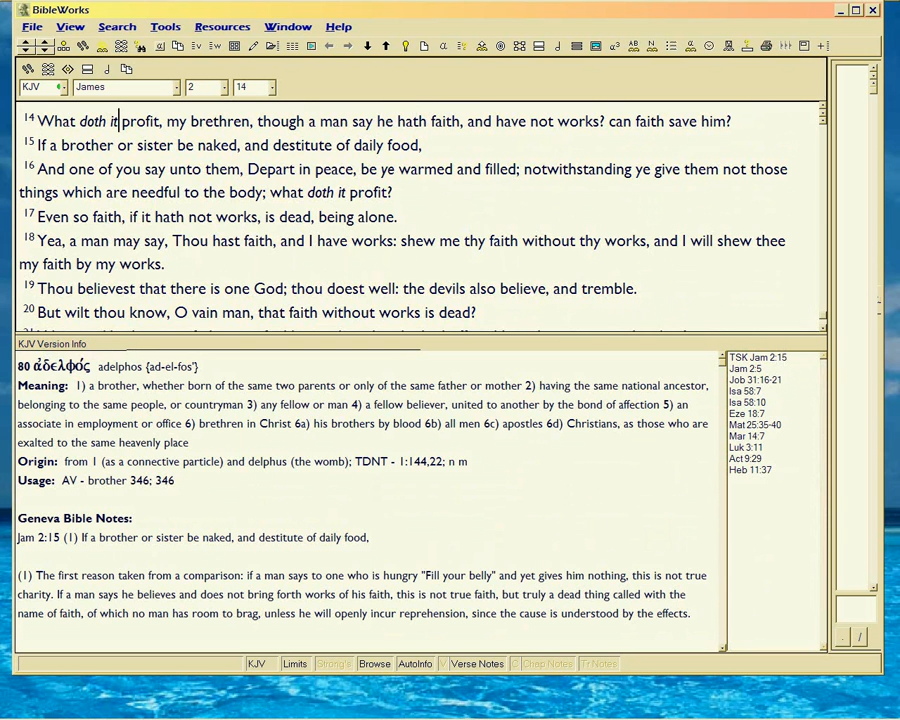 BibleWorks
File View Search Tools Resources Window Help
KJV James 2 14
14 What doth it profit, my brethren, though a man say he hath faith, and have not works? can faith save him?
15 If a brother or sister be naked, and destitute of daily food,
16 And one of you say unto them, Depart in peace, be ye warmed and filled; notwithstanding ye give them not those
things which are needful to the body; what doth it profit?
17 Even so faith, if it hath not works, is dead, being alone.
18 Yea, a man may say, Thou hast faith, and I have works: shew me thy faith without thy works, and I will shew thee
my faith by my works.
19 Thou believest that there is one God; thou doest well: the devils also believe, and tremble.
20 But wilt thou know, O vain man, that faith without works is dead?
KJV Version Info
80 ἀδελφός adelphos {ad-el-fos'}
Meaning: 1) a brother, whether born of the same two parents or only of the same father or mother 2) having the same national ancestor,
belonging to the same people, or countryman 3) any fellow or man 4) a fellow believer, united to another by the bond of affection 5) an
associate in employment or office 6) brethren in Christ 6a) his brothers by blood 6b) all men 6c) apostles 6d) Christians, as those who are
exalted to the same heavenly place
Origin: from 1 (as a connective particle) and delphus (the womb); TDNT - 1:144,22; n m
Usage: AV - brother 346; 346
Geneva Bible Notes:
Jam 2:15 (1) If a brother or sister be naked, and destitute of daily food,
(1) The first reason taken from a comparison: if a man says to one who is hungry "Fill your belly" and yet gives him nothing, this is not true
charity. If a man says he believes and does not bring forth works of his faith, this is not true faith, but truly a dead thing called with the
name of faith, of which no man has room to brag, unless he will openly incur reprehension, since the cause is understood by the effects.
TSK Jam 2:15
Jam 2:5
Job 31:16-21
Isa 58:7
Isa 58:10
Eze 18:7
Mat 25:35-40
Mar 14:7
Luk 3:11
Act 9:29
Heb 11:37
. /
KJV Limits Strong's Browse AutoInfo V Verse Notes C Chap Notes Tr Notes